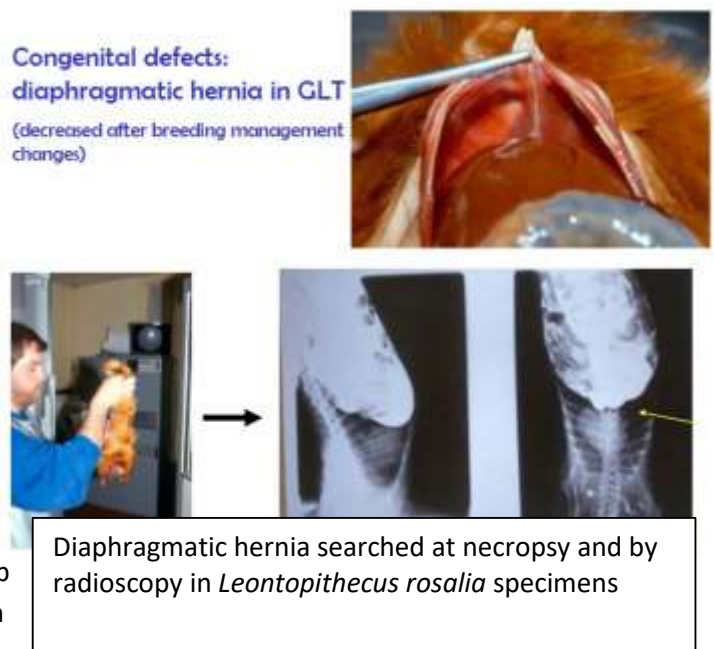 Congenital defects:
diaphragmatic hernia in GLT
(decreased after breeding management
changes)
Diaphragmatic hernia searched at necropsy and by
radioscopy in Leontopithecus rosalia specimens